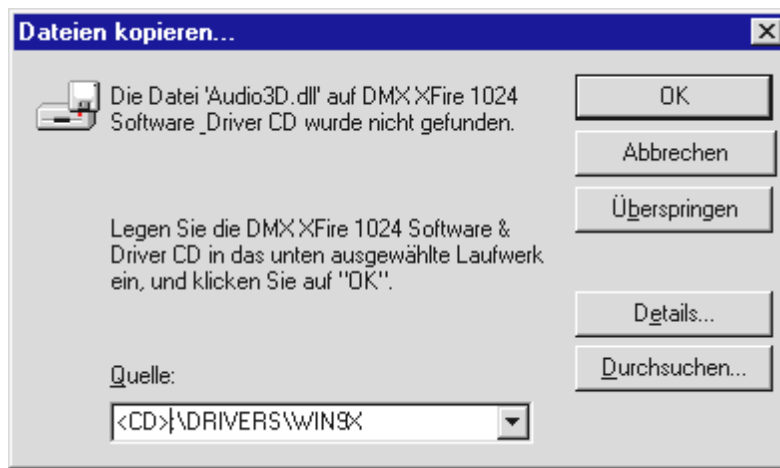 Dateien kopieren...
Die Datei 'Audio3D.dll' auf DMX XFire 1024
Software _Driver CD wurde nicht gefunden.
OK
Abbrechen
Überspringen
Legen Sie die DMX XFire 1024 Software &
Driver CD in das unten ausgewählte Laufwerk
ein, und klicken Sie auf "OK".
Details...
Durchsuchen...
Quelle:
<CD>:\DRIVERS\WIN9X